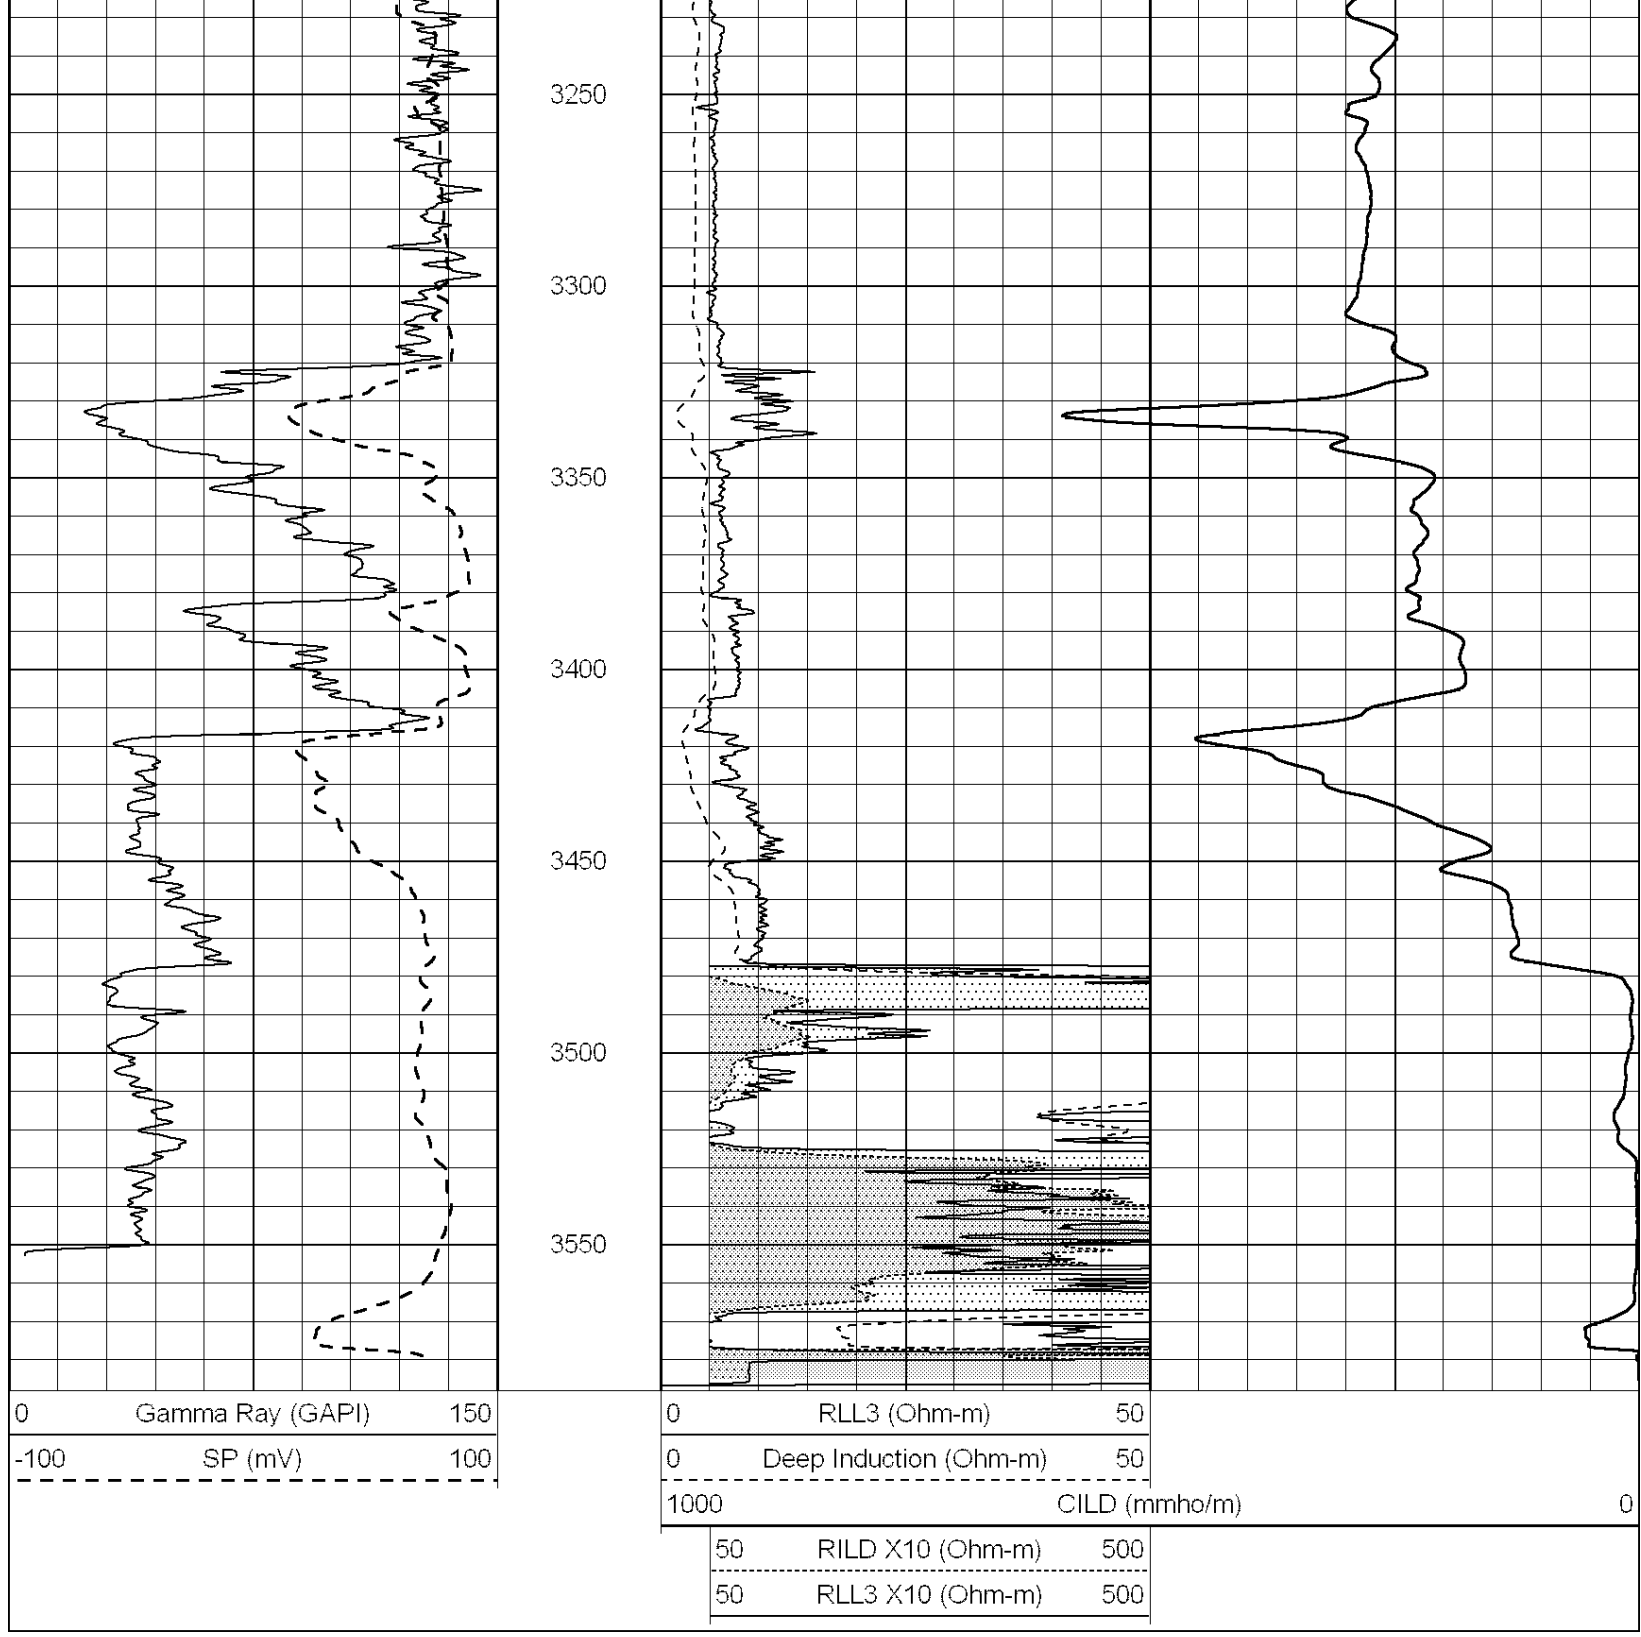 3250
3300
3350
3400
3450
3500
3550
0 Gamma Ray (GAPI) 150
-100 SP (mV) 100
0 RLL3 (Ohm-m) 50
0 Deep Induction (Ohm-m) 50
1000 CILD (mmho/m) 0
50 RILD X10 (Ohm-m) 500
50 RLL3 X10 (Ohm-m) 500